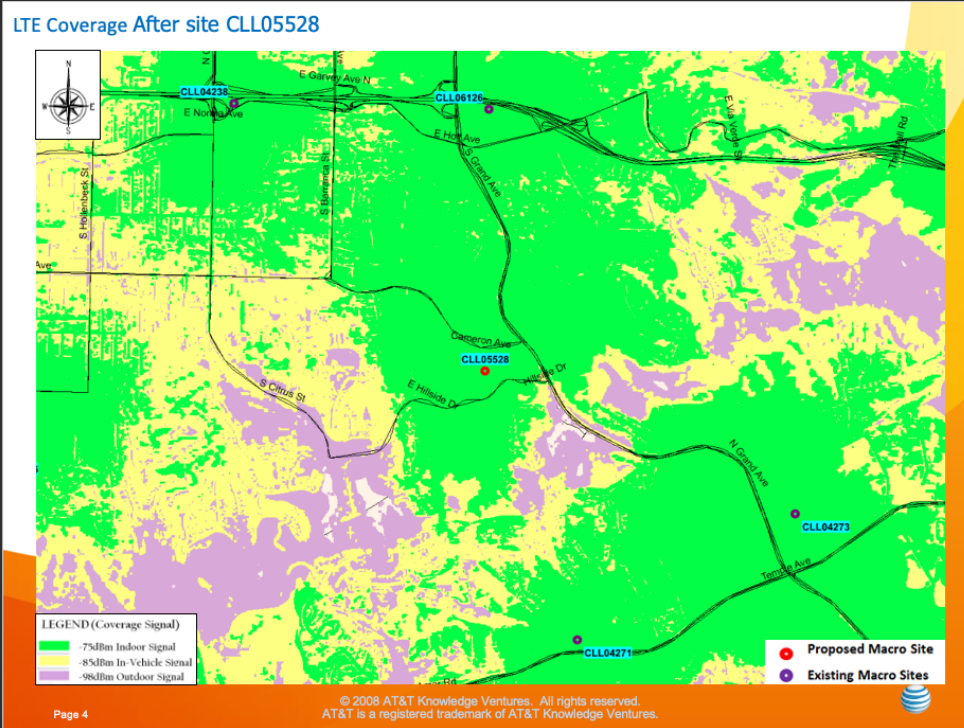 LTE Coverage After site CLL05528
N
W
E
S
N
E Garvey Ave N
CLL04238
CLL06126
E Via Verde St
E Holt Ave
S Grand Ave
S Barranca St
S Hollenbeck St
Ave
Cameron Ave
CLL05528
Hillside Dr
E Hillside Dr
S Citrus St
N Grand Ave
CLL04273
Temple Ave
CLL04271
Rd
LEGEND (Coverage Signal)
-75dBm Indoor Signal
-85dBm In-Vehicle Signal
-98dBm Outdoor Signal
Proposed Macro Site
Existing Macro Sites
Page 4
© 2008 AT&T Knowledge Ventures. All rights reserved.
AT&T is a registered trademark of AT&T Knowledge Ventures.